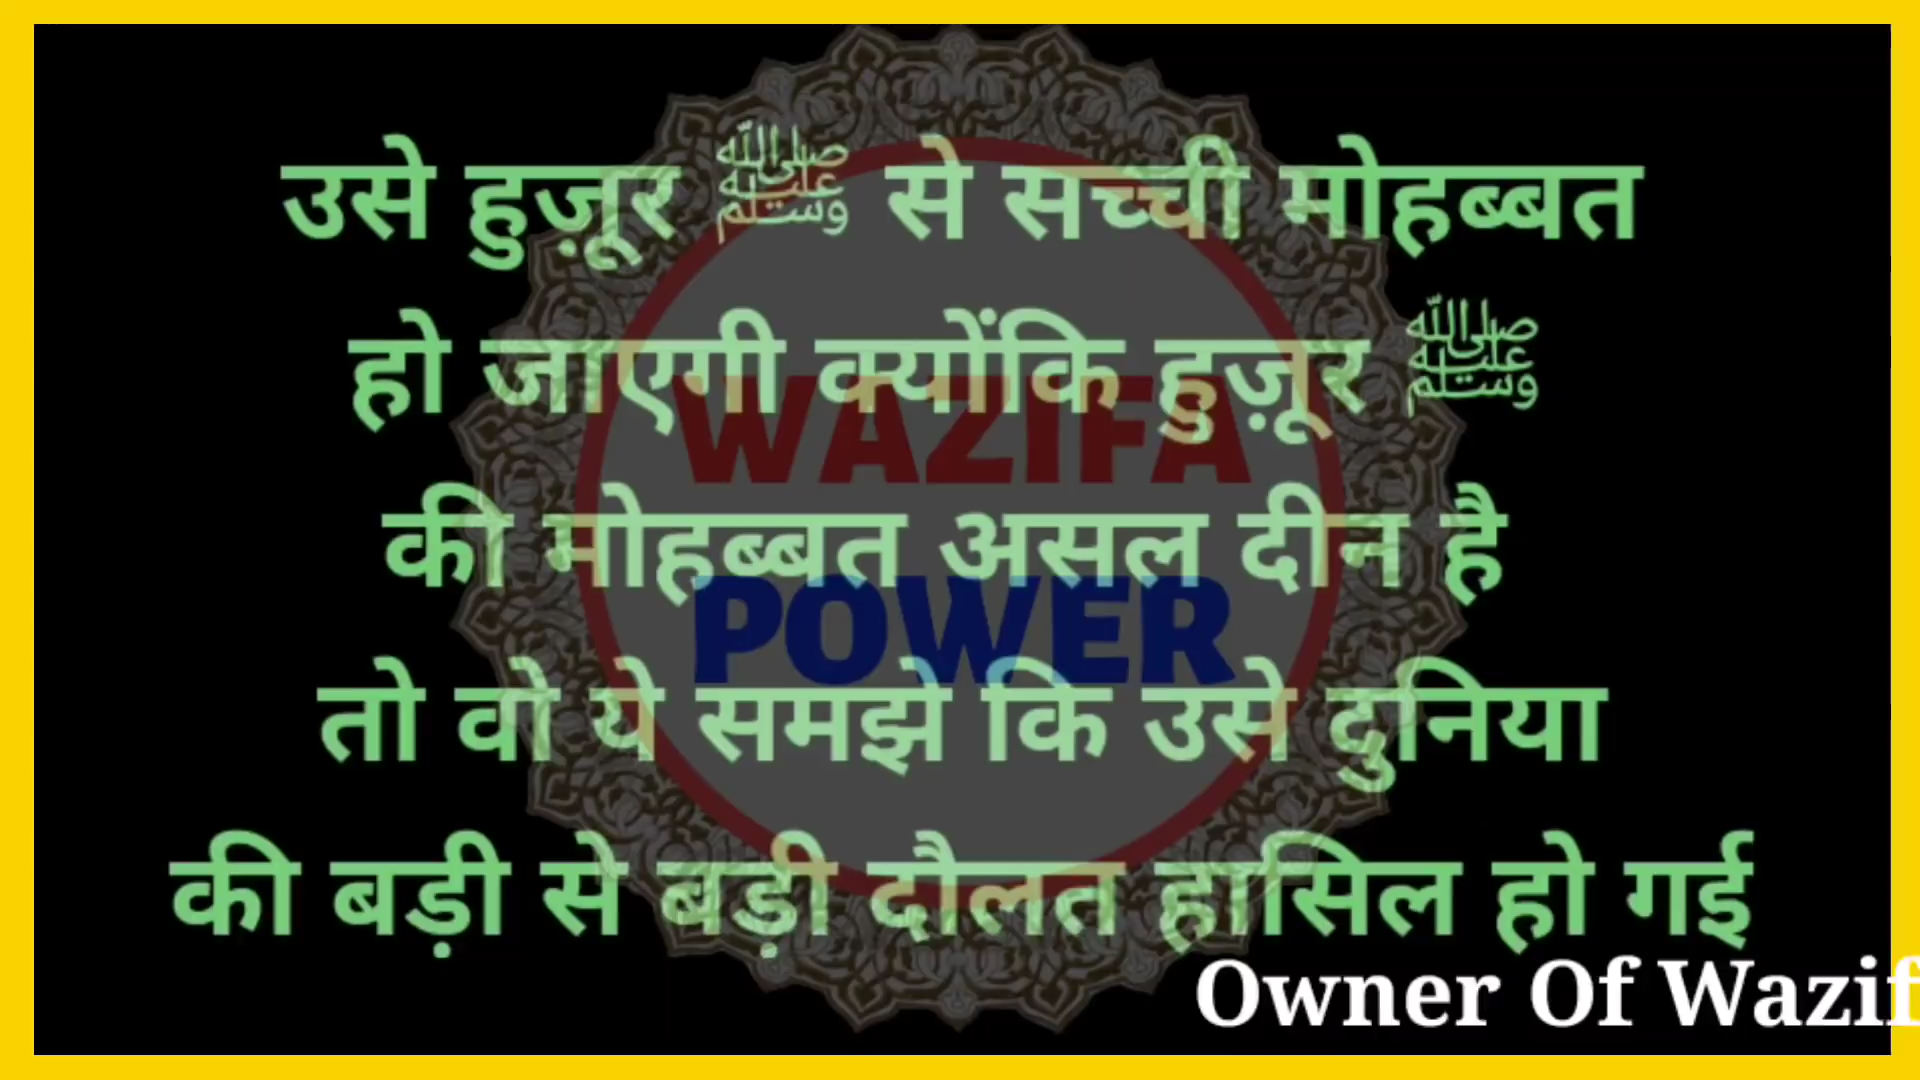 उसे हुज़ूर ﷺ से सच्ची मोहब्बत
हो जाएगी क्योंकि हुज़ूर ﷺ
WAZIFA
की मोहब्बत असल दीन है
POWER
तो वो ये समझे कि उसे दुनिया
की बड़ी से बड़ी दौलत हासिल हो गई
Owner Of Wazif